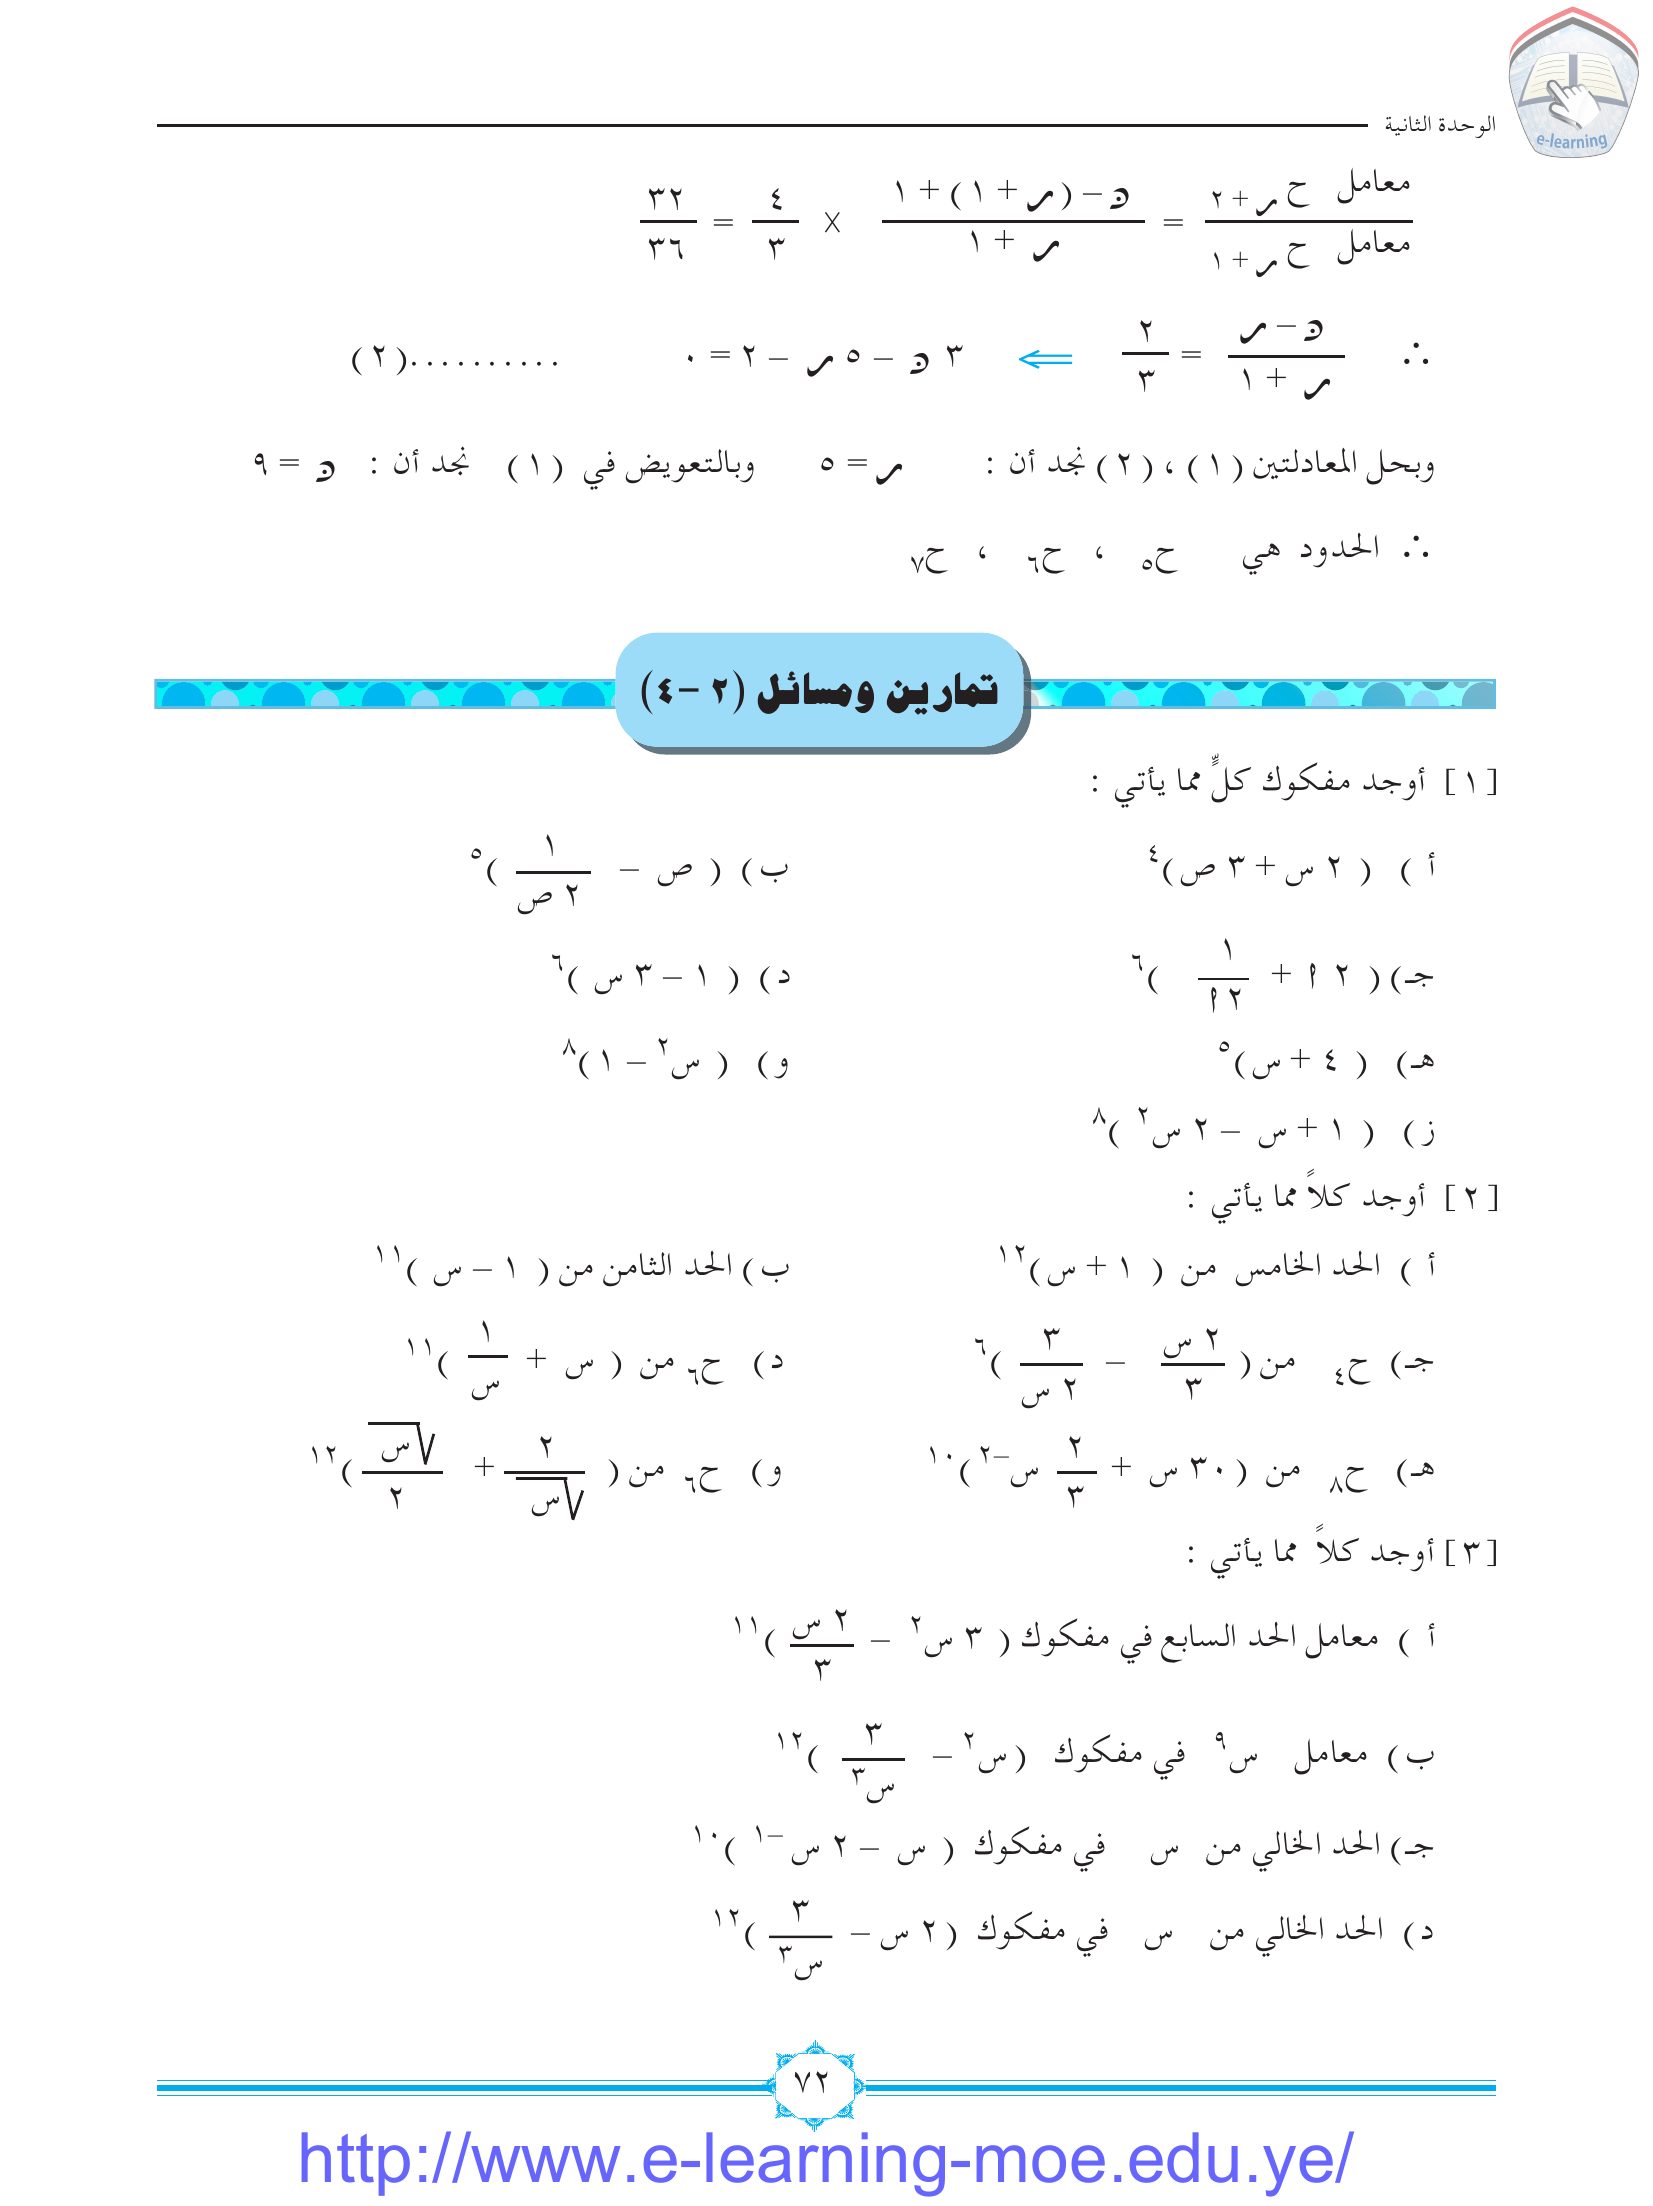 e-learning
الوحدة الثانية
معامل ح ر+٢ / معامل ح ر+١ = (ن − (ر + ١) + ١) / (ر + ١) × ٤/٣ = ٣٢/٣٦
∴ (ن − ر) / (ر + ١) = ٢/٣ ⇐ ٣ ن − ٥ ر − ٢ = ٠ ..........(٢)
وبحل المعادلتين (١) ، (٢) نجد أن : ر = ٥ وبالتعويض في (١) نجد أن : ن = ٩
∴ الحدود هي ح٥ ، ح٦ ، ح٧
تمارين ومسائل (٢ -٤)
[١] أوجد مفكوك كلٍّ مما يأتي :
أ ) ( ٢ س + ٣ ص)^٤ ب) ( ص − ١/٢ ص )^٥
جـ) ( ٢ أ + ١/٢ أ )^٦ د) ( ١ − ٣ س )^٦
هـ) ( ٤ + س)^٥ و) ( س^٢ − ١)^٨
ز) ( ١ + س − ٢ س^٢ )^٨
[٢] أوجد كلاً مما يأتي :
أ ) الحد الخامس من ( ١ + س)^١٢ ب) الحد الثامن من ( ١ − س )^١١
جـ) ح٤ من ( ٢ س/٣ − ٣/٢ س )^٦ د) ح٦ من ( س + ١/س )^١١
هـ) ح٨ من (٣٠ س + ٢/٣ س^−٢)^١٠ و) ح٦ من ( ٢/√س + √س/٢ )^١٢
[٣] أوجد كلاً مما يأتي :
أ ) معامل الحد السابع في مفكوك ( ٣ س^٢ − ٢ س/٣ )^١١
ب) معامل س^٩ في مفكوك (س^٢ − ٣/س^٣ )^١٢
جـ) الحد الخالي من س في مفكوك ( س − ٢ س^−١ )^١٠
د) الحد الخالي من س في مفكوك (٢ س − ٣/س^٣ )^١٢
٧٢
http://www.e-learning-moe.edu.ye/